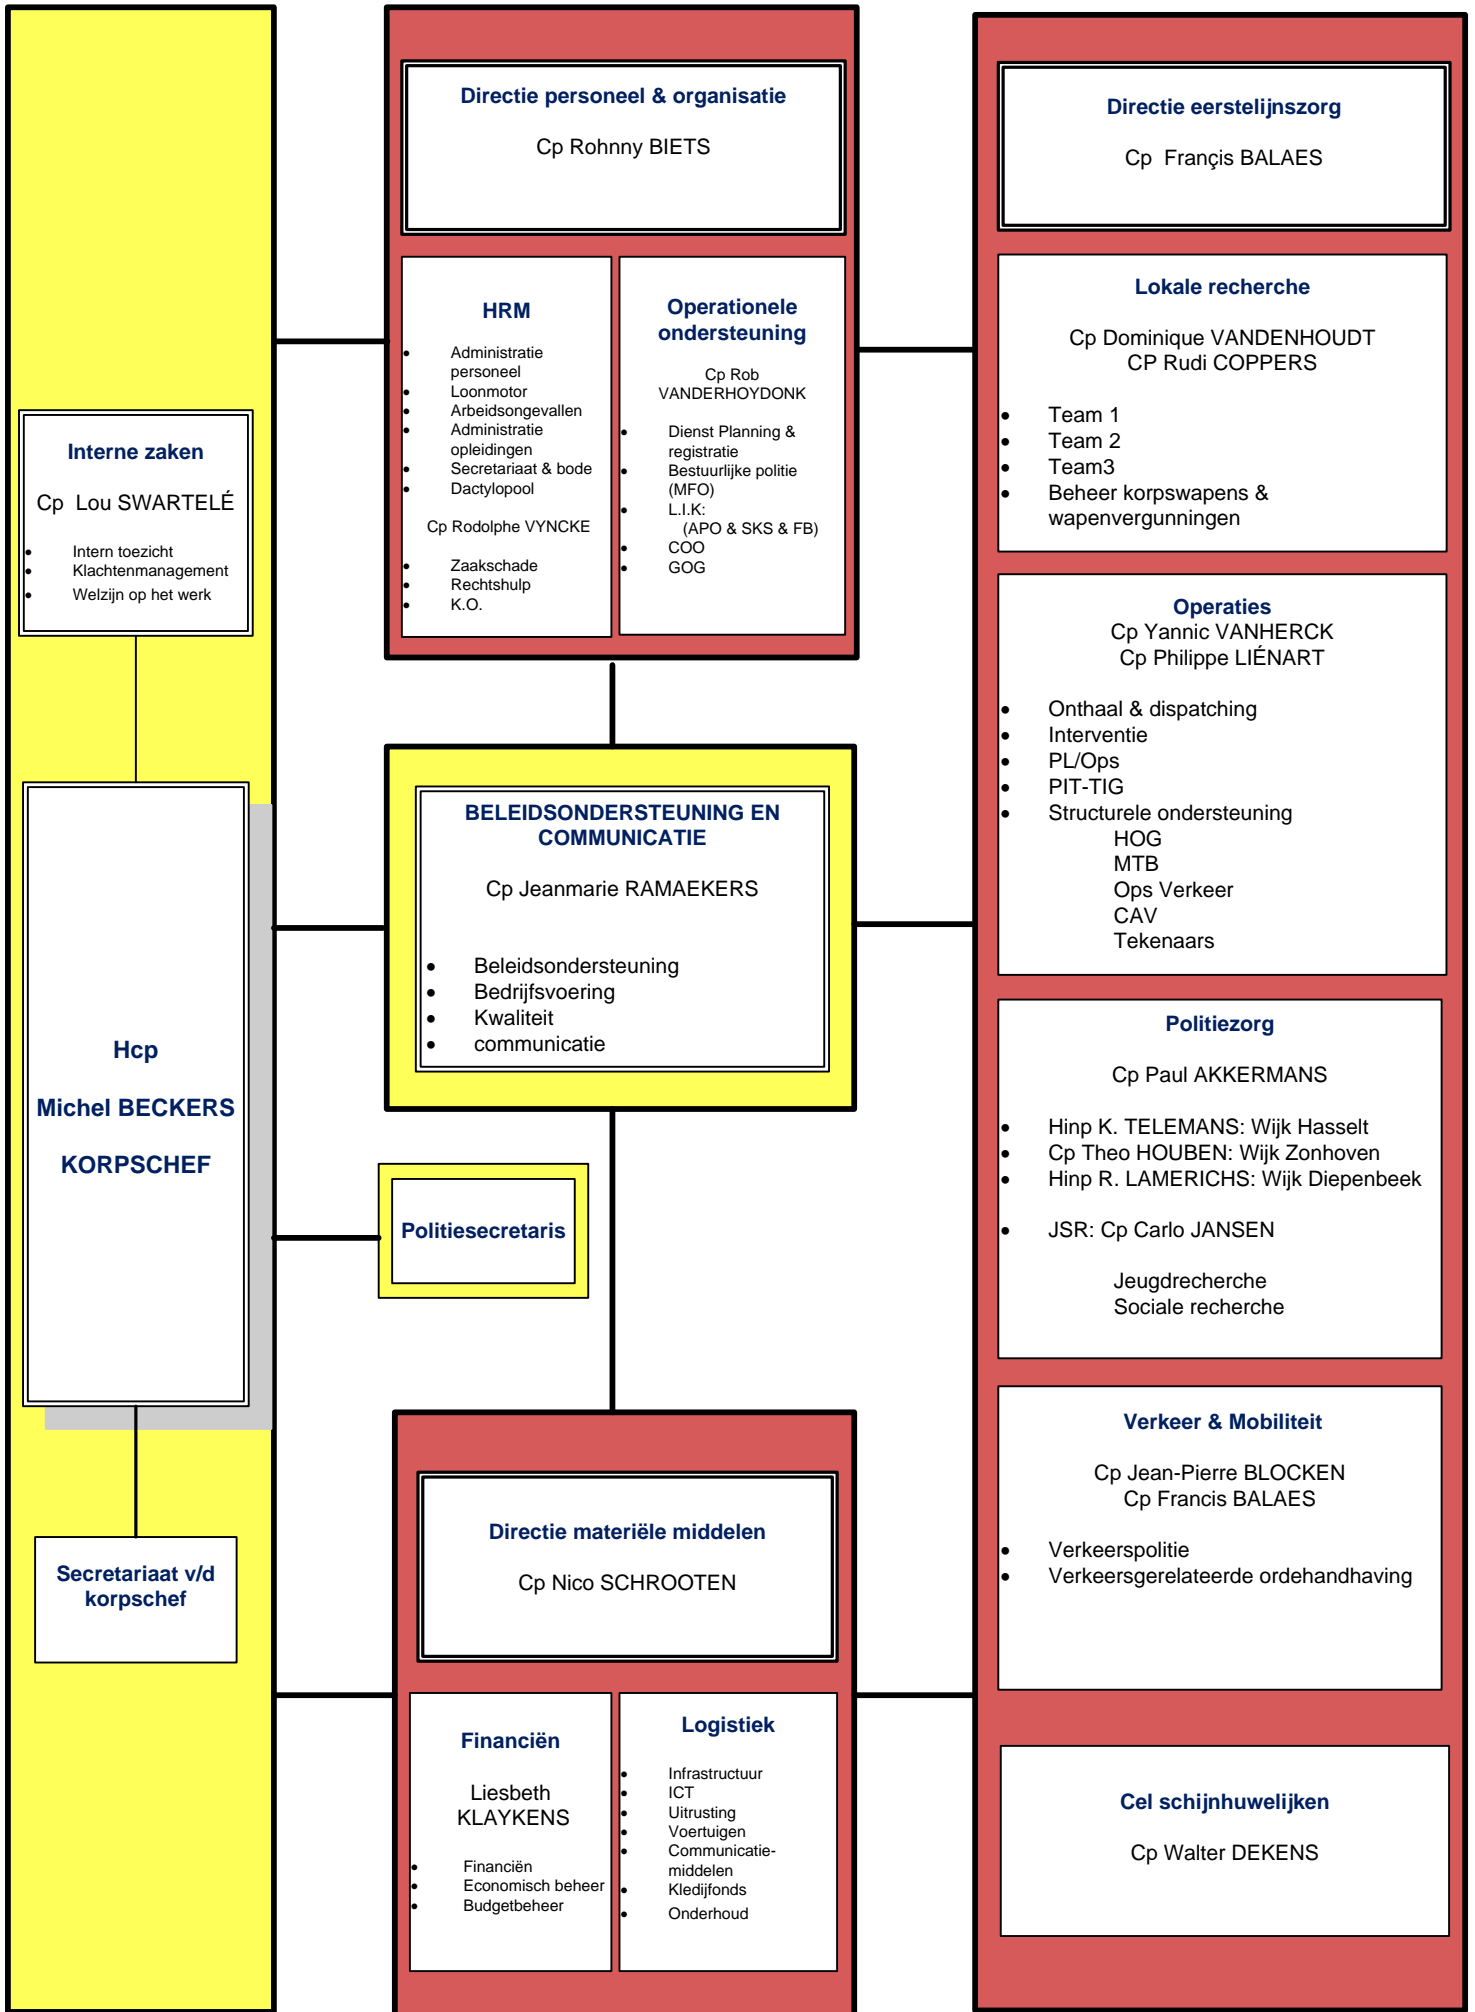 Interne zaken
Cp Lou SWARTELÉ
• Intern toezicht
• Klachtenmanagement
• Welzijn op het werk
Hcp
Michel BECKERS
KORPSCHEF
Secretariaat v/d
korpschef
Directie personeel & organisatie
Cp Rohnny BIETS
HRM
• Administratie
personeel
• Loonmotor
• Arbeidsongevallen
• Administratie
opleidingen
• Secretariaat & bode
• Dactylopool
Cp Rodolphe VYNCKE
• Zaakschade
• Rechtshulp
• K.O.
Operationele
ondersteuning
Cp Rob
VANDERHOYDONK
• Dienst Planning &
registratie
• Bestuurlijke politie
(MFO)
• L.I.K:
(APO & SKS & FB)
• COO
• GOG
BELEIDSONDERSTEUNING EN
COMMUNICATIE
Cp Jeanmarie RAMAEKERS
• Beleidsondersteuning
• Bedrijfsvoering
• Kwaliteit
• communicatie
Politiesecretaris
Directie materiële middelen
Cp Nico SCHROOTEN
Financiën
Liesbeth
KLAYKENS
• Financiën
• Economisch beheer
• Budgetbeheer
Logistiek
• Infrastructuur
• ICT
• Uitrusting
• Voertuigen
• Communicatie-
middelen
• Kledijfonds
• Onderhoud
Directie eerstelijnszorg
Cp Françis BALAES
Lokale recherche
Cp Dominique VANDENHOUDT
CP Rudi COPPERS
• Team 1
• Team 2
• Team3
• Beheer korpswapens &
wapenvergunningen
Operaties
Cp Yannic VANHERCK
Cp Philippe LIÉNART
• Onthaal & dispatching
• Interventie
• PL/Ops
• PIT-TIG
• Structurele ondersteuning
HOG
MTB
Ops Verkeer
CAV
Tekenaars
Politiezorg
Cp Paul AKKERMANS
• Hinp K. TELEMANS: Wijk Hasselt
• Cp Theo HOUBEN: Wijk Zonhoven
• Hinp R. LAMERICHS: Wijk Diepenbeek
• JSR: Cp Carlo JANSEN
Jeugdrecherche
Sociale recherche
Verkeer & Mobiliteit
Cp Jean-Pierre BLOCKEN
Cp Francis BALAES
• Verkeerspolitie
• Verkeersgerelateerde ordehandhaving
Cel schijnhuwelijken
Cp Walter DEKENS